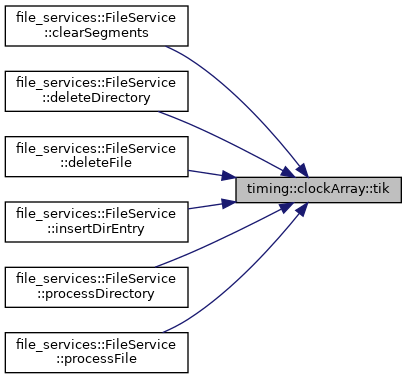 file_services::FileService
::clearSegments
file_services::FileService
::deleteDirectory
file_services::FileService
::deleteFile
timing::clockArray::tik
file_services::FileService
::insertDirEntry
file_services::FileService
::processDirectory
file_services::FileService
::processFile